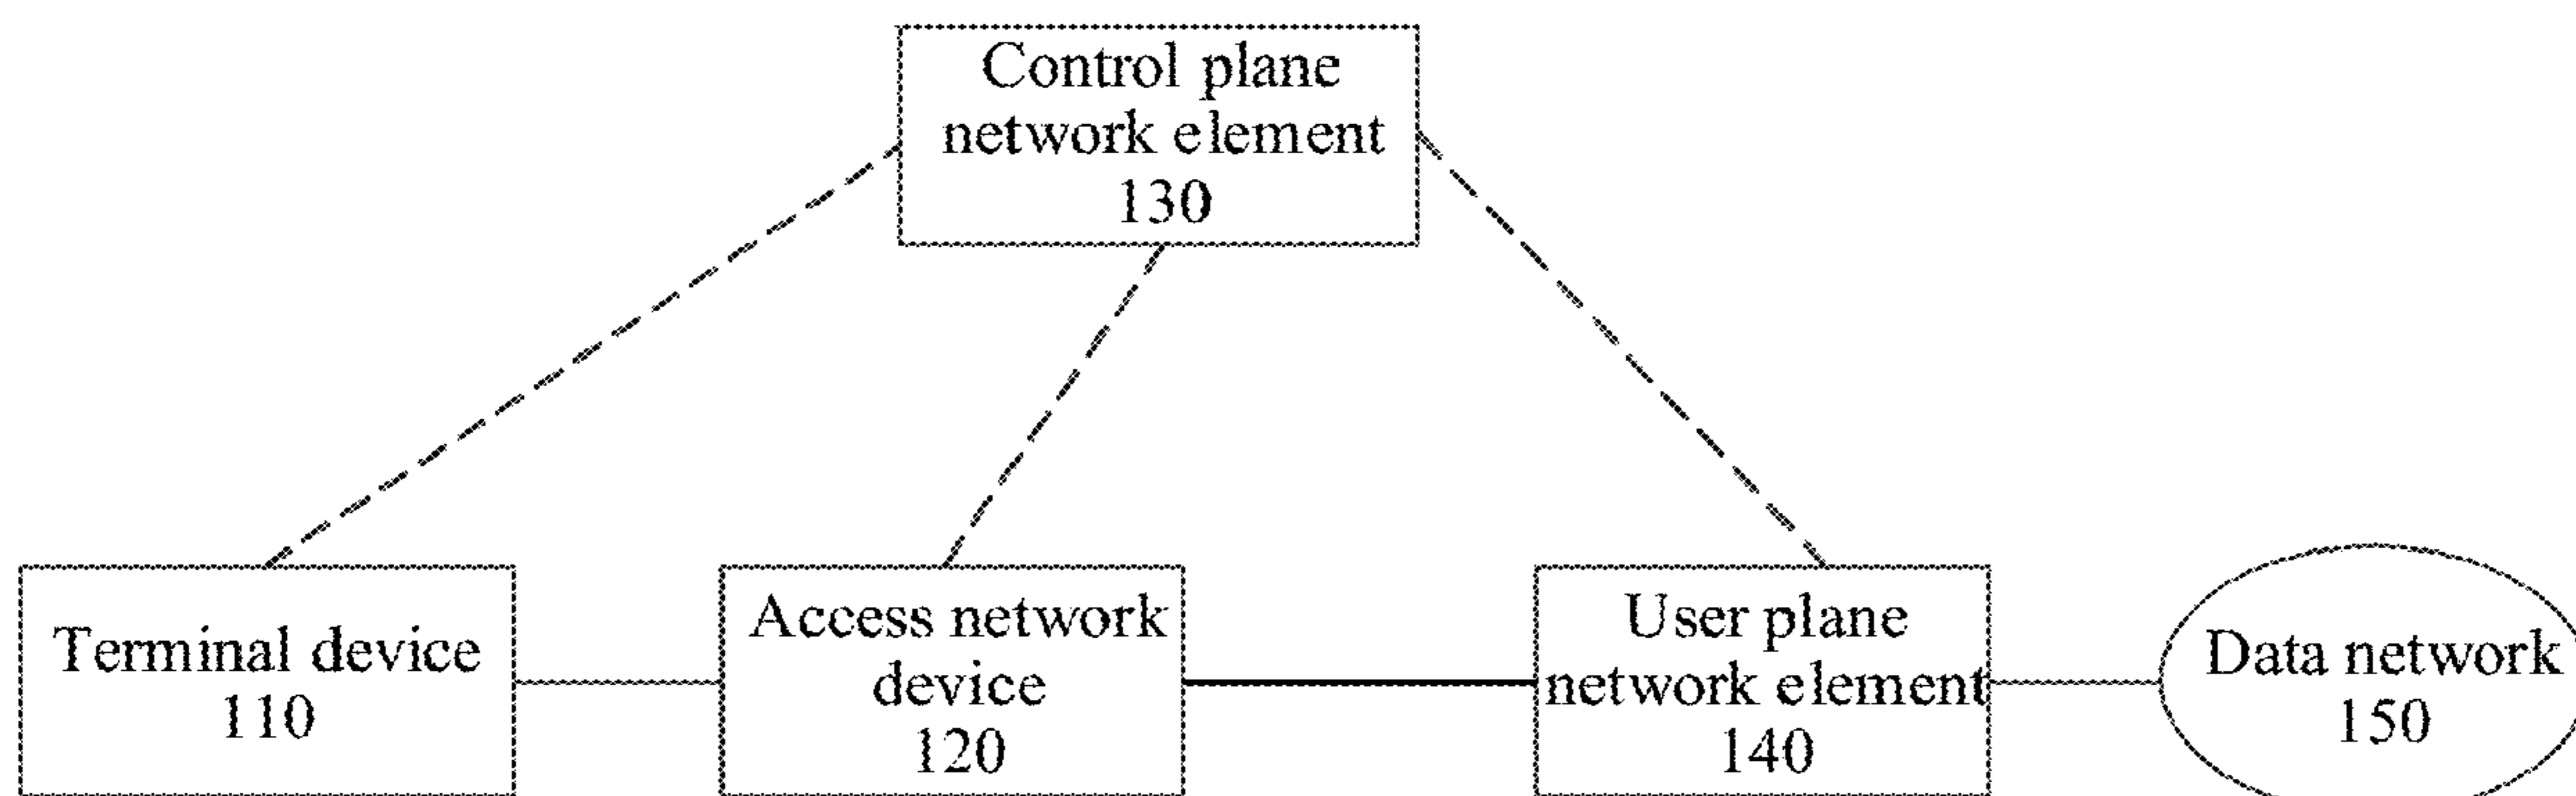 Control plane
network element
130
Terminal device
110
Access network
device
120
User plane
network element
140
Data network
150